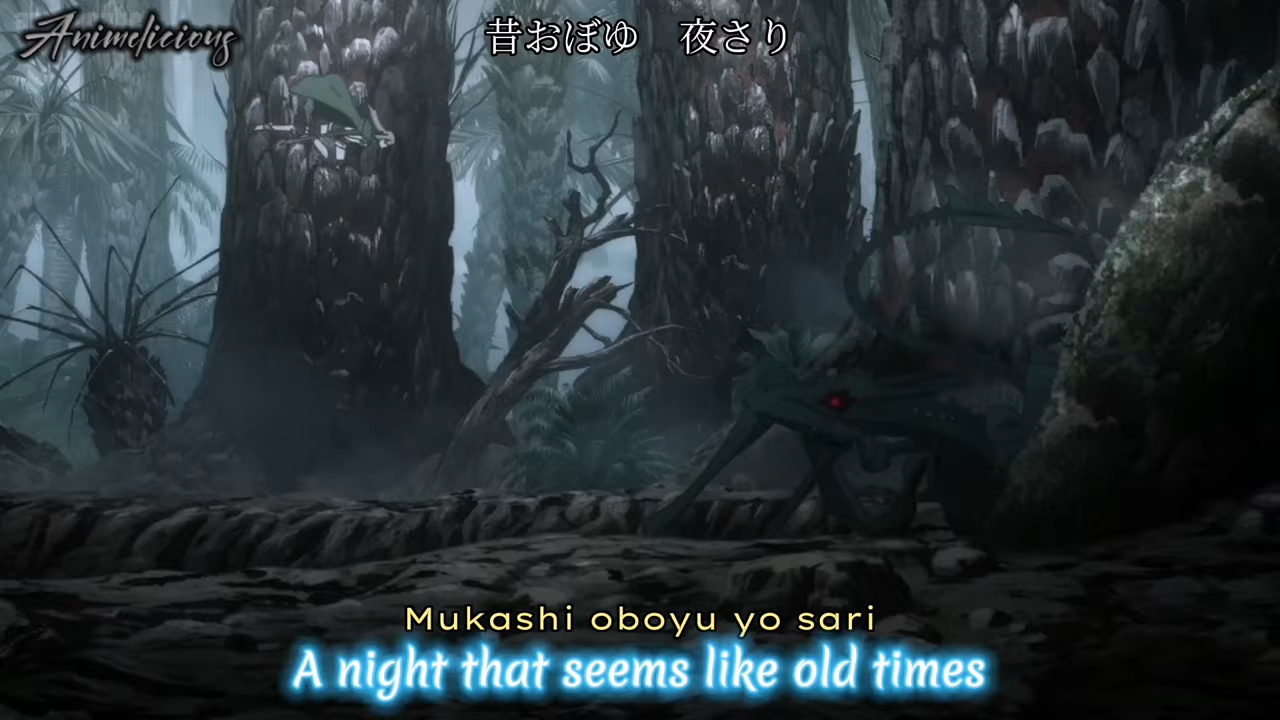 Animelicious
昔おぼゆ　夜さり
Mukashi oboyu yo sari
A night that seems like old times